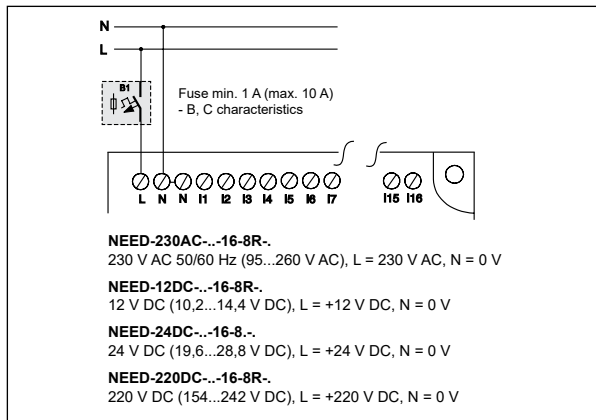 N
L
B1
Fuse min. 1 A (max. 10 A)
- B, C characteristics
L N N I1 I2 I3 I4 I5 I6 I7 I15 I16
NEED-230AC-..-16-8R-.
230 V AC 50/60 Hz (95...260 V AC), L = 230 V AC, N = 0 V
NEED-12DC-..-16-8R-.
12 V DC (10,2...14,4 V DC), L = +12 V DC, N = 0 V
NEED-24DC-..-16-8.-.
24 V DC (19,6...28,8 V DC), L = +24 V DC, N = 0 V
NEED-220DC-..-16-8R-.
220 V DC (154...242 V DC), L = +220 V DC, N = 0 V